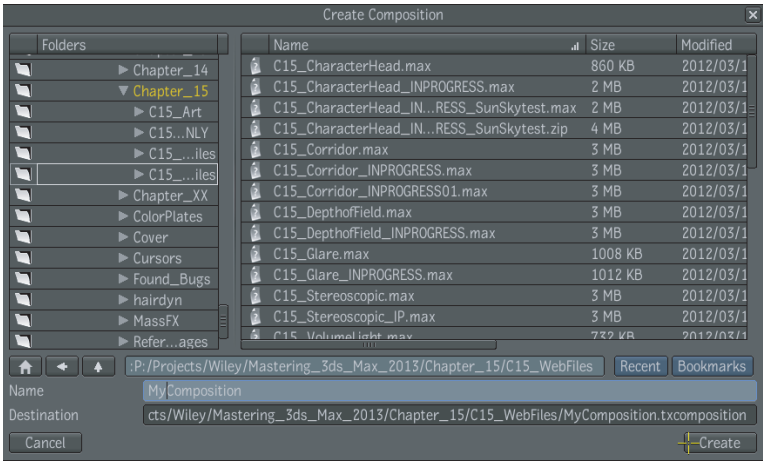 Create Composition
Folders
Name Size Modified
Chapter_14
Chapter_15
C15_Art
C15...NLY
C15_...iles
C15_...iles
Chapter_XX
ColorPlates
Cover
Cursors
Found_Bugs
hairdyn
MassFX
Refer...ages
C15_CharacterHead.max 860 KB 2012/03/1
C15_CharacterHead_INPROGRESS.max 2 MB 2012/03/1
C15_CharacterHead_IN...RESS_SunSkytest.max 2 MB 2012/03/1
C15_CharacterHead_IN...RESS_SunSkytest.zip 4 MB 2012/03/1
C15_Corridor.max 3 MB 2012/03/1
C15_Corridor_INPROGRESS.max 3 MB 2012/03/1
C15_Corridor_INPROGRESS01.max 3 MB 2012/03/1
C15_DepthofField.max 3 MB 2012/03/1
C15_DepthofField_INPROGRESS.max 3 MB 2012/03/1
C15_Glare.max 1008 KB 2012/03/1
C15_Glare_INPROGRESS.max 1012 KB 2012/03/1
C15_Stereoscopic.max 3 MB 2012/03/1
C15_Stereoscopic_IP.max 3 MB 2012/03/1
C15_VolumeLight.max 732 KB 2012/03/1
:P:/Projects/Wiley/Mastering_3ds_Max_2013/Chapter_15/C15_WebFiles Recent Bookmarks
Name MyComposition
Destination cts/Wiley/Mastering_3ds_Max_2013/Chapter_15/C15_WebFiles/MyComposition.txcomposition
Cancel Create